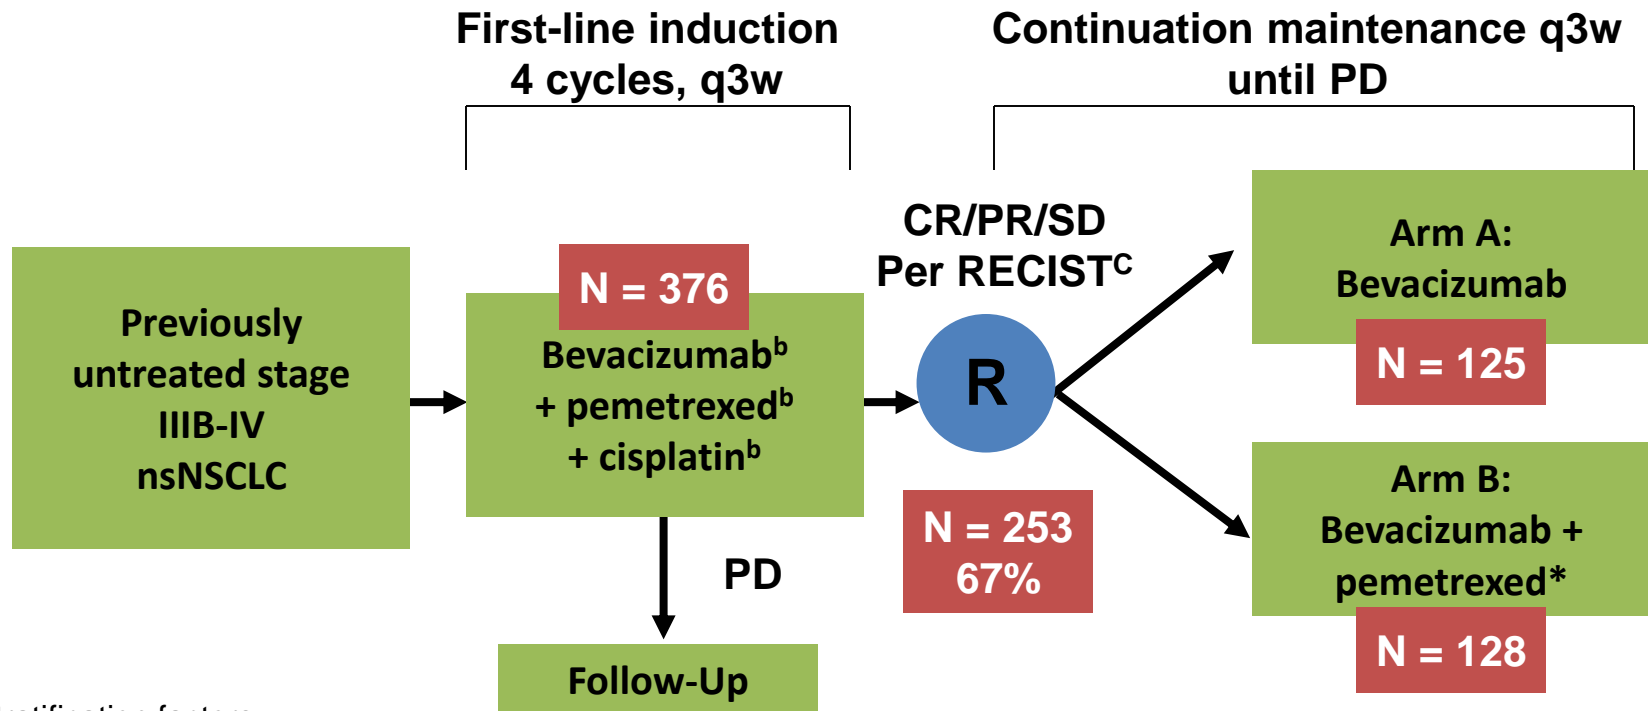 First-line induction
4 cycles, q3w
Continuation maintenance q3w
until PD
Previously
untreated stage
IIIB-IV
nsNSCLC
N = 376
Bevacizumabᵇ
+ pemetrexedᵇ
+ cisplatinᵇ
PD
Follow-Up
CR/PR/SD
Per RECISTᶜ
R
N = 253
67%
Arm A:
Bevacizumab
N = 125
Arm B:
Bevacizumab +
pemetrexed*
N = 128